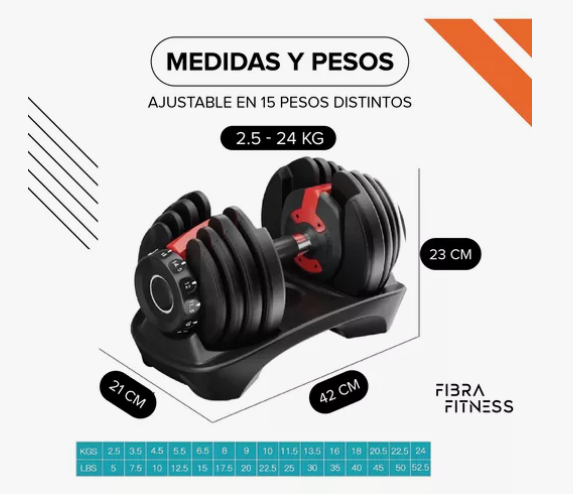 MEDIDAS Y PESOS
AJUSTABLE EN 15 PESOS DISTINTOS
2.5 - 24 KG
23 CM
21 CM
42 CM
FIBRA
FITNESS
KGS 2.5 3.5 4.5 5.5 6.5 8 9 10 11.5 13.5 16 18 20.5 22.5 24
LBS 5 7.5 10 12.5 15 17.5 20 22.5 25 30 35 40 45 50 52.5